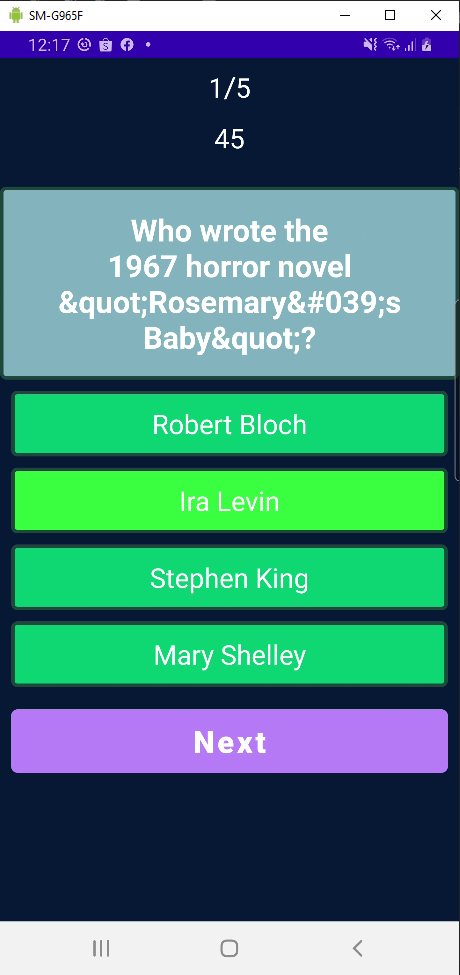 SM-G965F
12:17
1/5
45
Who wrote the
1967 horror novel
&quot;Rosemary&#039;s
Baby&quot;?
Robert Bloch
Ira Levin
Stephen King
Mary Shelley
Next